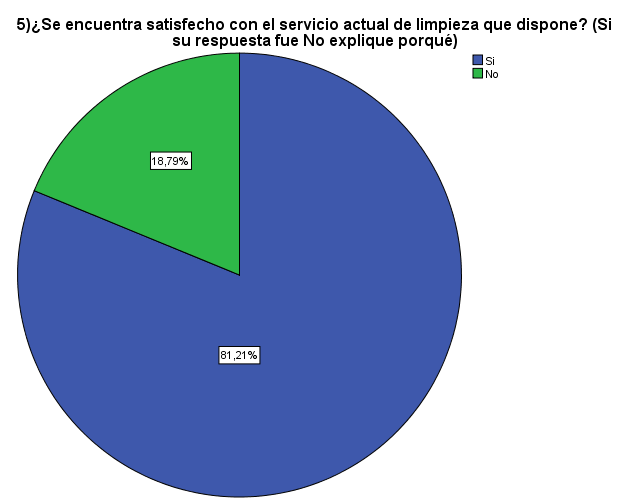 5)¿Se encuentra satisfecho con el servicio actual de limpieza que dispone? (Si
su respuesta fue No explique porqué)
Si
No
18,79%
81,21%